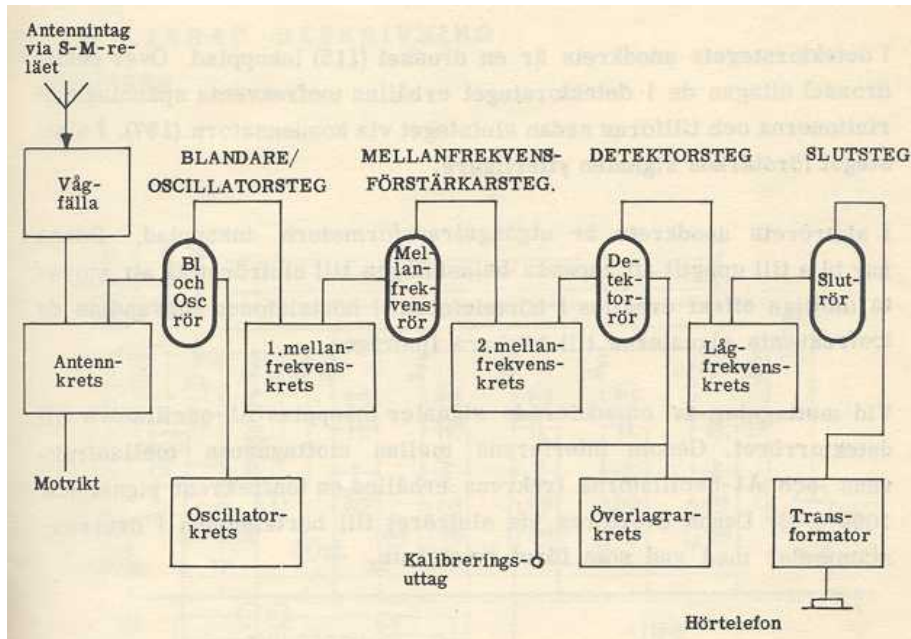 Antennintag
via S-M-re-
läet
Våg-
fälla
BLANDARE/
OSCILLATORSTEG
MELLANFREKVENS-
FÖRSTÄRKARSTEG.
DETEKTORSTEG
SLUTSTEG
Bl
och
Osc
rör
Mel-
lan-
frek-
vens-
rör
De-
tek-
tor-
rör
Slut-
rör
Antenn-
krets
1. mellan-
frekvens-
krets
2. mellan-
frekvens-
krets
Låg-
frekvens-
krets
Motvikt
Oscillator-
krets
Kalibrerings-
uttag
Överlagrar-
krets
Trans-
formator
Hörtelefon